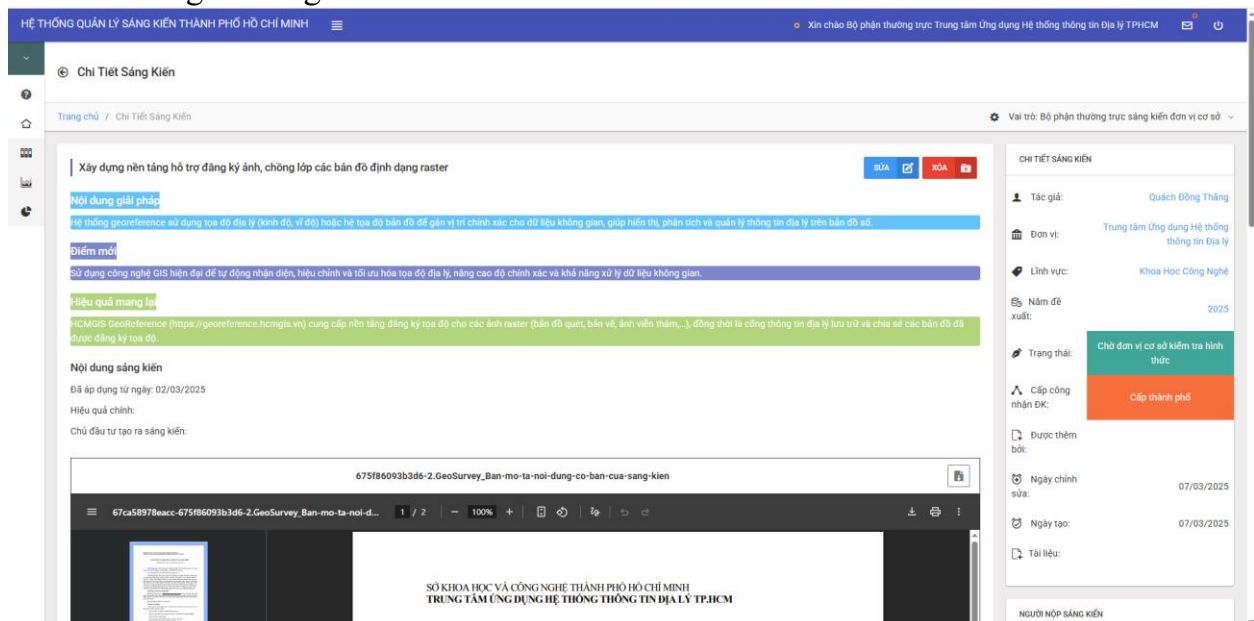 HỆ THỐNG QUẢN LÝ SÁNG KIẾN THÀNH PHỐ HỒ CHÍ MINH
Xin chào Bộ phận thường trực Trung tâm Ứng dụng Hệ thống thông tin Địa lý TPHCM
Chi Tiết Sáng Kiến
Trang chủ / Chi Tiết Sáng Kiến
Vai trò: Bộ phận thường trực sáng kiến đơn vị cơ sở
Xây dựng nền tảng hỗ trợ đăng ký ảnh, chồng lớp các bản đồ định dạng raster
SỬA
XÓA
Nội dung giải pháp
Hệ thống georeference sử dụng tọa độ địa lý (kinh độ, vĩ độ) hoặc hệ tọa độ bản đồ để gán vị trí chính xác cho dữ liệu không gian, giúp hiển thị, phân tích và quản lý thông tin địa lý trên bản đồ số.
Điểm mới
Sử dụng công nghệ GIS hiện đại để tự động nhận diện, hiệu chỉnh và tối ưu hóa tọa độ địa lý, nâng cao độ chính xác và khả năng xử lý dữ liệu không gian.
Hiệu quả mang lại
HCMGIS GeoReference (https://georeference.hcmgis.vn) cung cấp nền tảng đăng ký tọa độ cho các ảnh raster (bản đồ quét, bản vẽ, ảnh viễn thám,...), đồng thời là cổng thông tin địa lý lưu trữ và chia sẻ các bản đồ đã
được đăng ký tọa độ.
Nội dung sáng kiến
Đã áp dụng từ ngày: 02/03/2025
Hiệu quả chính:
Chủ đầu tư tạo ra sáng kiến:
675f86093b3d6-2.GeoSurvey_Ban-mo-ta-noi-dung-co-ban-cua-sang-kien
67ca58978eacc-675f86093b3d6-2.GeoSurvey_Ban-mo-ta-noi-d...
1 / 2
100%
SỞ KHOA HỌC VÀ CÔNG NGHỆ THÀNH PHỐ HỒ CHÍ MINH
TRUNG TÂM ỨNG DỤNG HỆ THỐNG THÔNG TIN ĐỊA LÝ TP.HCM
CHI TIẾT SÁNG KIẾN
Tác giả: Quách Đồng Thắng
Đơn vị: Trung tâm Ứng dụng Hệ thống
thông tin Địa lý
Lĩnh vực: Khoa Học Công Nghệ
Năm đề
xuất: 2025
Trạng thái: Chờ đơn vị cơ sở kiểm tra hình
thức
Cấp công
nhận ĐK: Cấp thành phố
Được thêm
bởi:
Ngày chỉnh
sửa: 07/03/2025
Ngày tạo: 07/03/2025
Tài liệu:
NGƯỜI NỘP SÁNG KIẾN